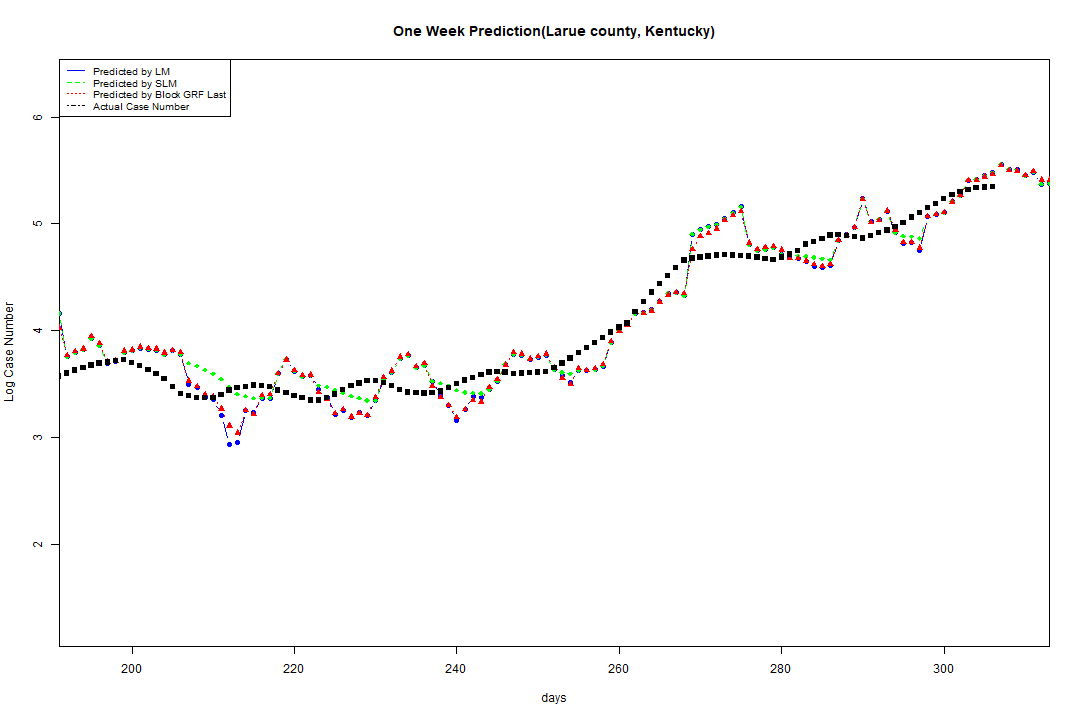 One Week Prediction(Larue county, Kentucky)
Predicted by LM
Predicted by SLM
Predicted by Block GRF Last
Actual Case Number
6
5
4
3
2
Log Case Number
200 220 240 260 280 300
days